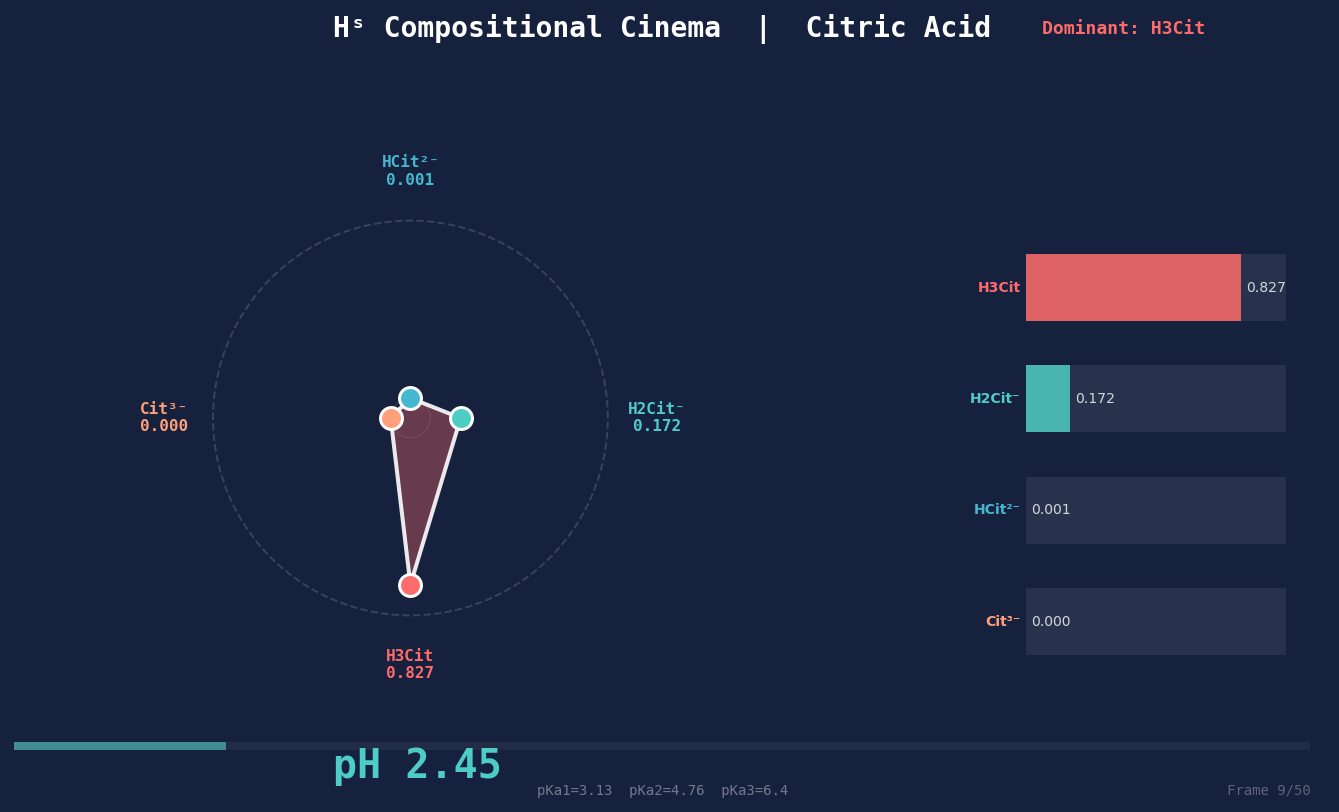 Hˢ Compositional Cinema | Citric Acid
Dominant: H3Cit
HCit²⁻
0.001
Cit³⁻
0.000
H2Cit⁻
0.172
H3Cit
0.827
H3Cit 0.827
H2Cit⁻ 0.172
HCit²⁻ 0.001
Cit³⁻ 0.000
pH 2.45
pKa1=3.13 pKa2=4.76 pKa3=6.4
Frame 9/50